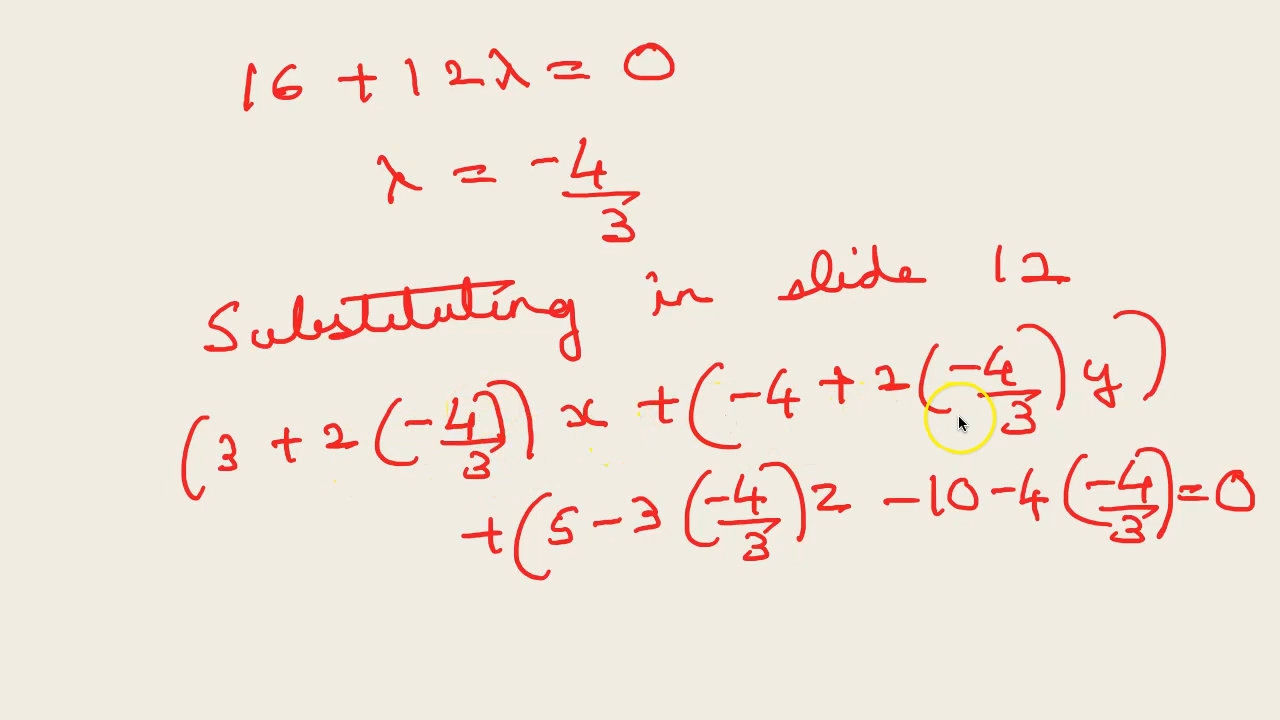 16 + 12λ = 0
λ = -4/3
Substituting in slide 12
(3 + 2(-4/3))x + (-4 + 2(-4/3)y)
+(5 - 3(-4/3)2 - 10 - 4(-4/3) = 0